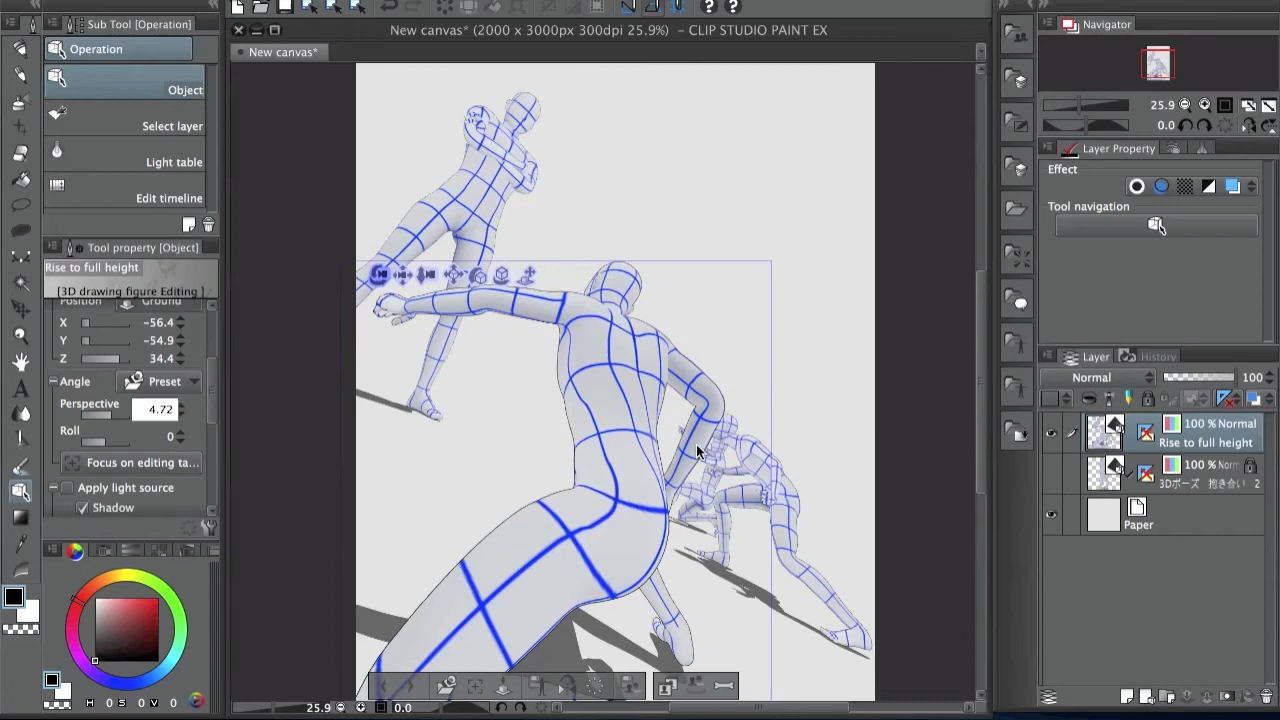 Sub Tool [Operation]
New canvas* (2000 x 3000px 300dpi 25.9%) - CLIP STUDIO PAINT EX
Navigator
Operation
New canvas*
Object
Select layer
Light table
Edit timeline
25.9
0.0
Layer Property
Effect
Tool navigation
Tool property [Object]
Rise to full height
[3D drawing figure Editing ]
Position
Ground
X
-56.4
Y
-54.9
Z
34.4
Angle
Preset
Perspective
4.72
Roll
0
Focus on editing ta...
Apply light source
Shadow
Layer
History
Normal
100
100 % Normal
Rise to full height
100 % Norm
3Dポーズ 抱き合い 2
Paper
H 0 S 0 V 0
25.9
0.0